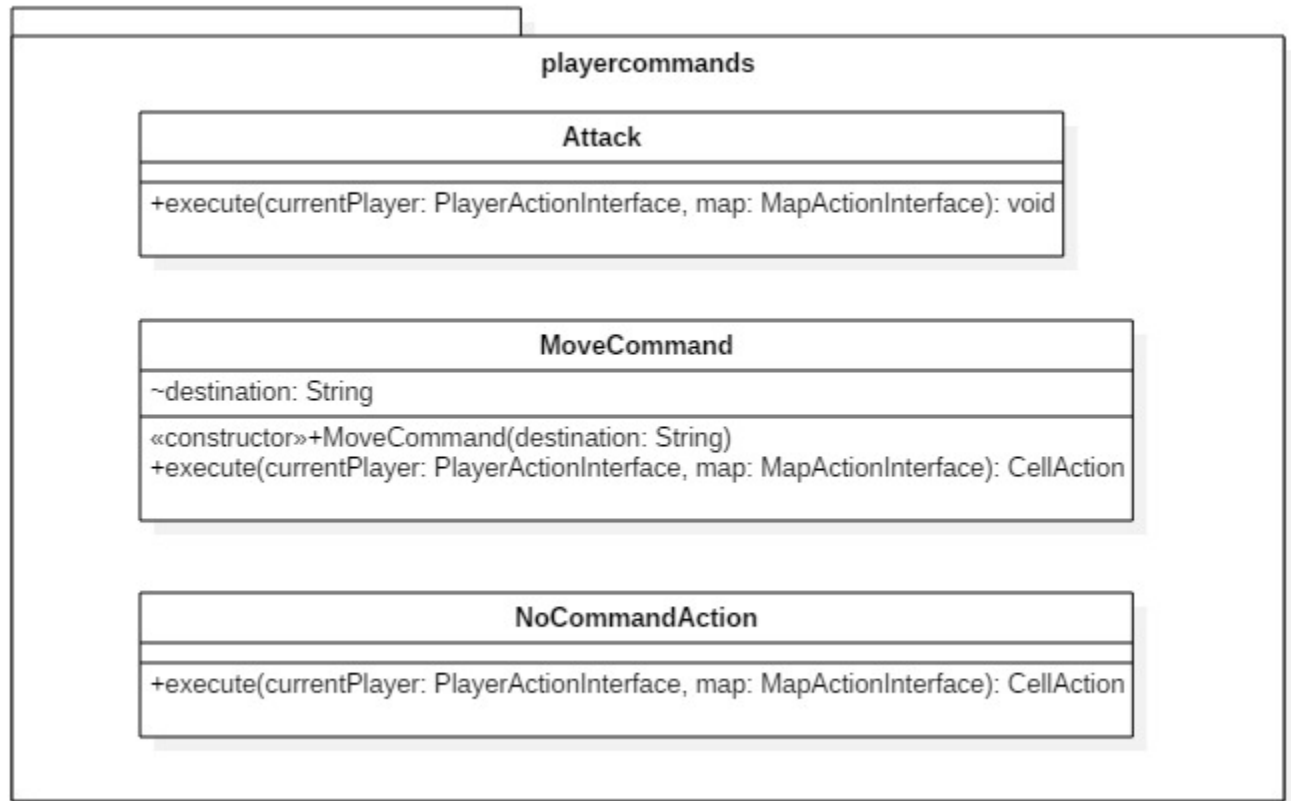 playercommands
Attack
+execute(currentPlayer: PlayerActionInterface, map: MapActionInterface): void
MoveCommand
~destination: String
«constructor»+MoveCommand(destination: String)
+execute(currentPlayer: PlayerActionInterface, map: MapActionInterface): CellAction
NoCommandAction
+execute(currentPlayer: PlayerActionInterface, map: MapActionInterface): CellAction